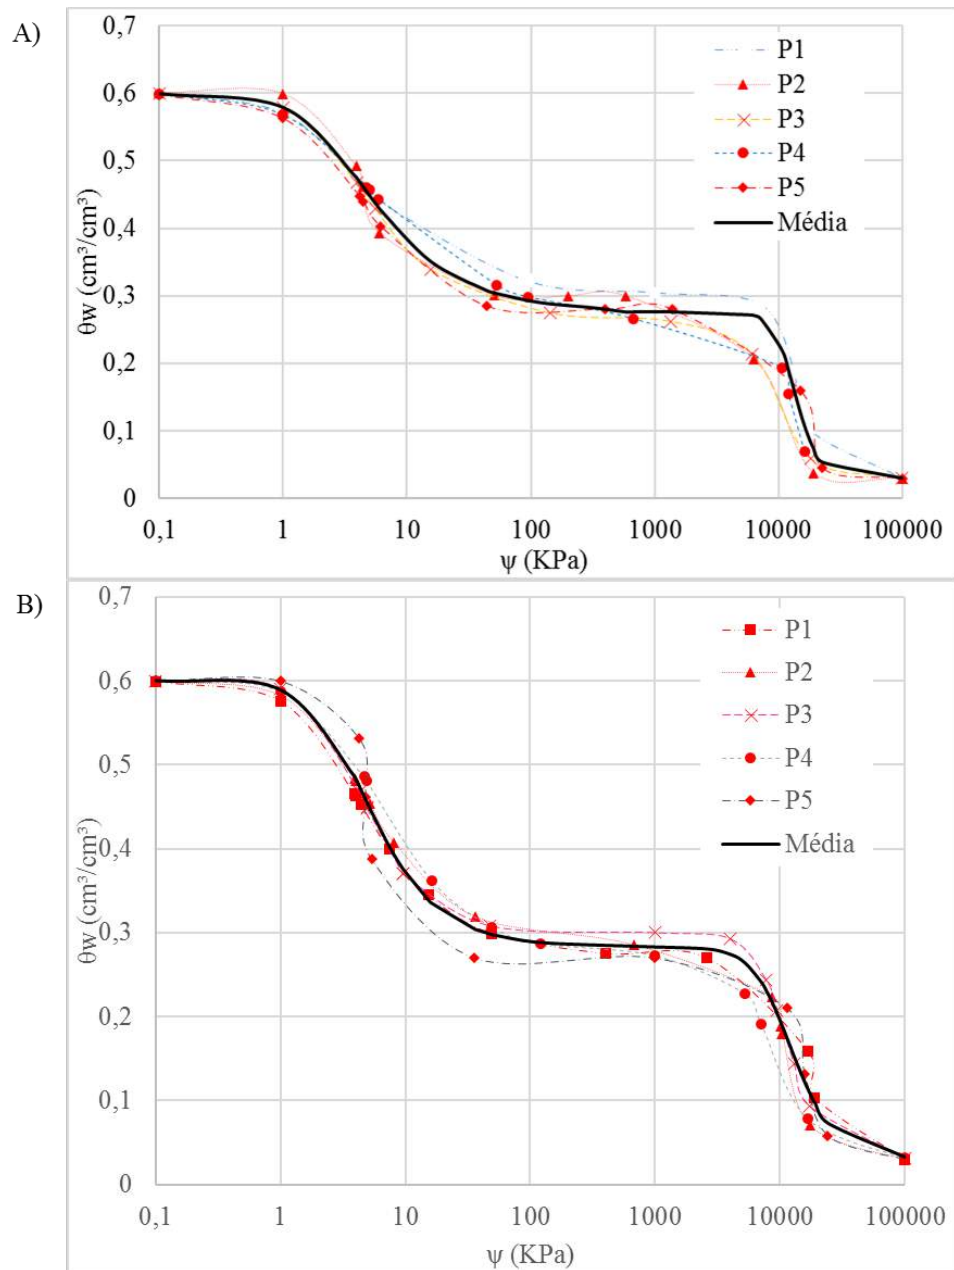 A)
0,7
0,6
0,5
0,4
0,3
0,2
0,1
0
θw (cm³/cm³)
0,1 1 10 100 1000 10000 100000
ψ (KPa)
P1
P2
P3
P4
P5
Média
B)
0,7
0,6
0,5
0,4
0,3
0,2
0,1
0
θw (cm³/cm³)
0,1 1 10 100 1000 10000 100000
ψ (KPa)
P1
P2
P3
P4
P5
Média